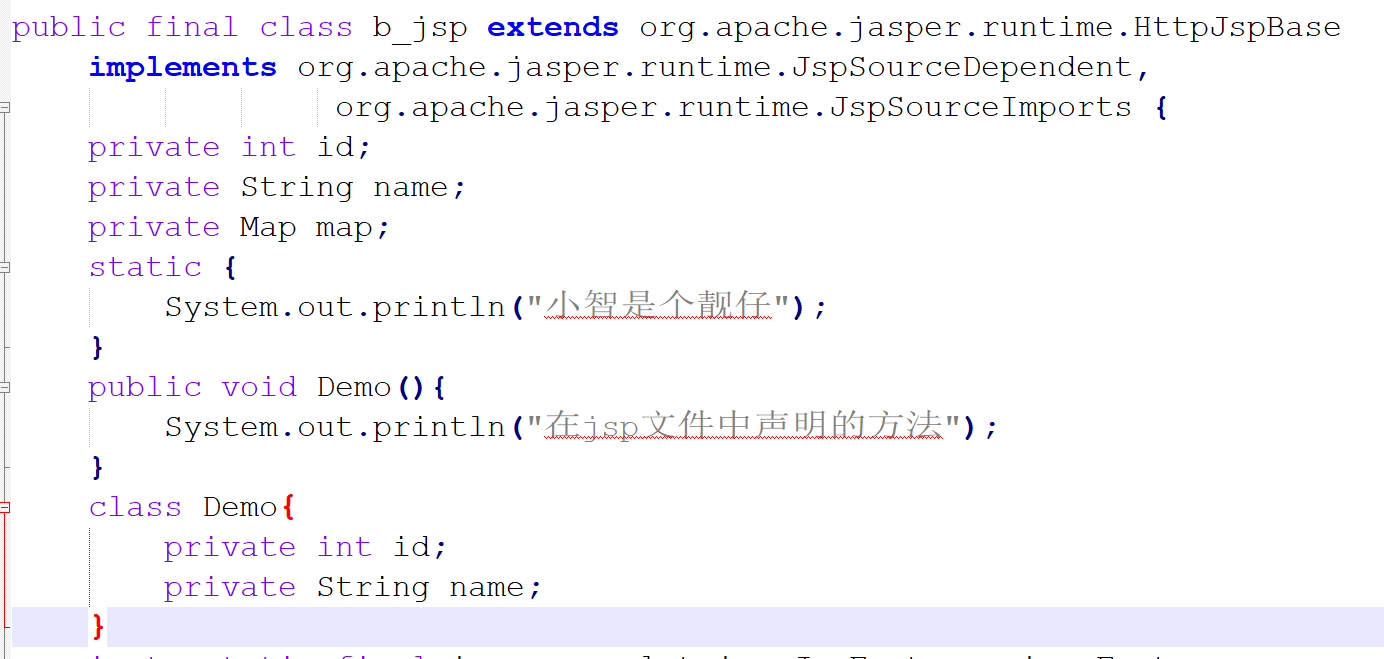 public final class b_jsp extends org.apache.jasper.runtime.HttpJspBase
implements org.apache.jasper.runtime.JspSourceDependent,
org.apache.jasper.runtime.JspSourceImports {
private int id;
private String name;
private Map map;
static {
System.out.println("小智是个靓仔");
}
public void Demo(){
System.out.println("在jsp文件中声明的方法");
}
class Demo{
private int id;
private String name;
}